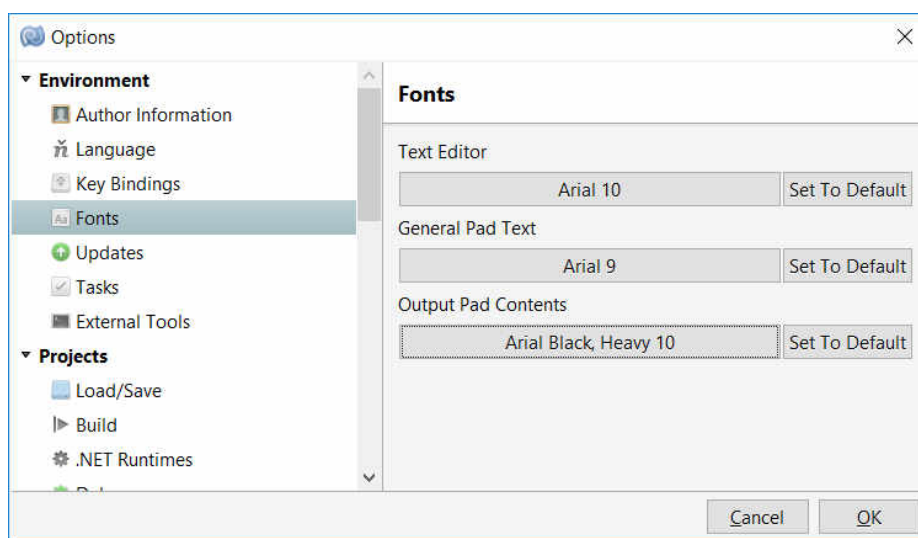 Options
Environment
Author Information
Language
Key Bindings
Fonts
Updates
Tasks
External Tools
Projects
Load/Save
Build
.NET Runtimes
Fonts
Text Editor
Arial 10 Set To Default
General Pad Text
Arial 9 Set To Default
Output Pad Contents
Arial Black, Heavy 10 Set To Default
Cancel OK